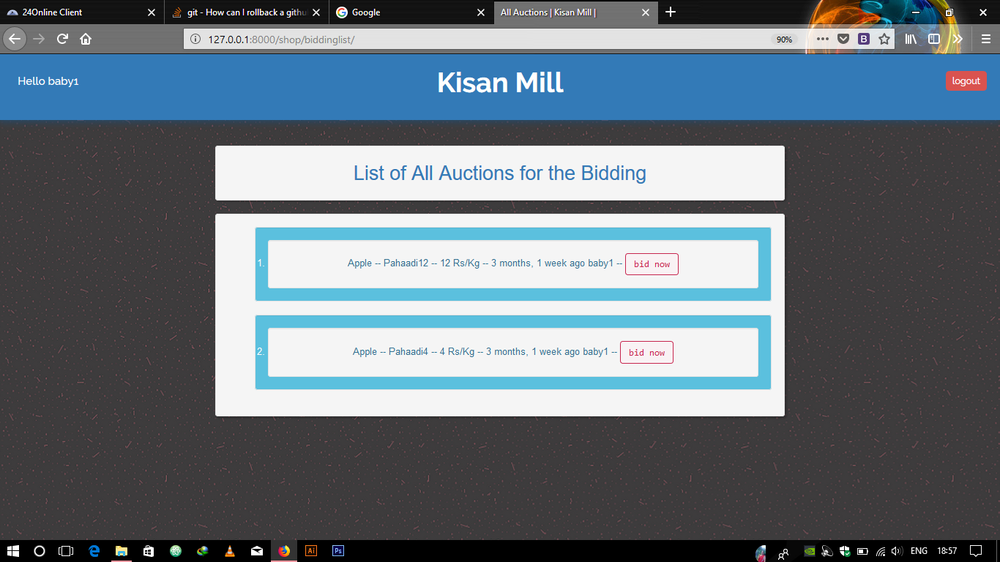 24Online Client
git - How can I rollback a githu
Google
All Auctions | Kisan Mill |
127.0.0.1:8000/shop/biddinglist/
90%
B
Hello baby1
Kisan Mill
logout
List of All Auctions for the Bidding
1. Apple -- Pahaadi12 -- 12 Rs/Kg -- 3 months, 1 week ago baby1 -- bid now
2. Apple -- Pahaadi4 -- 4 Rs/Kg -- 3 months, 1 week ago baby1 -- bid now
Ai
Ps
ENG
18:57